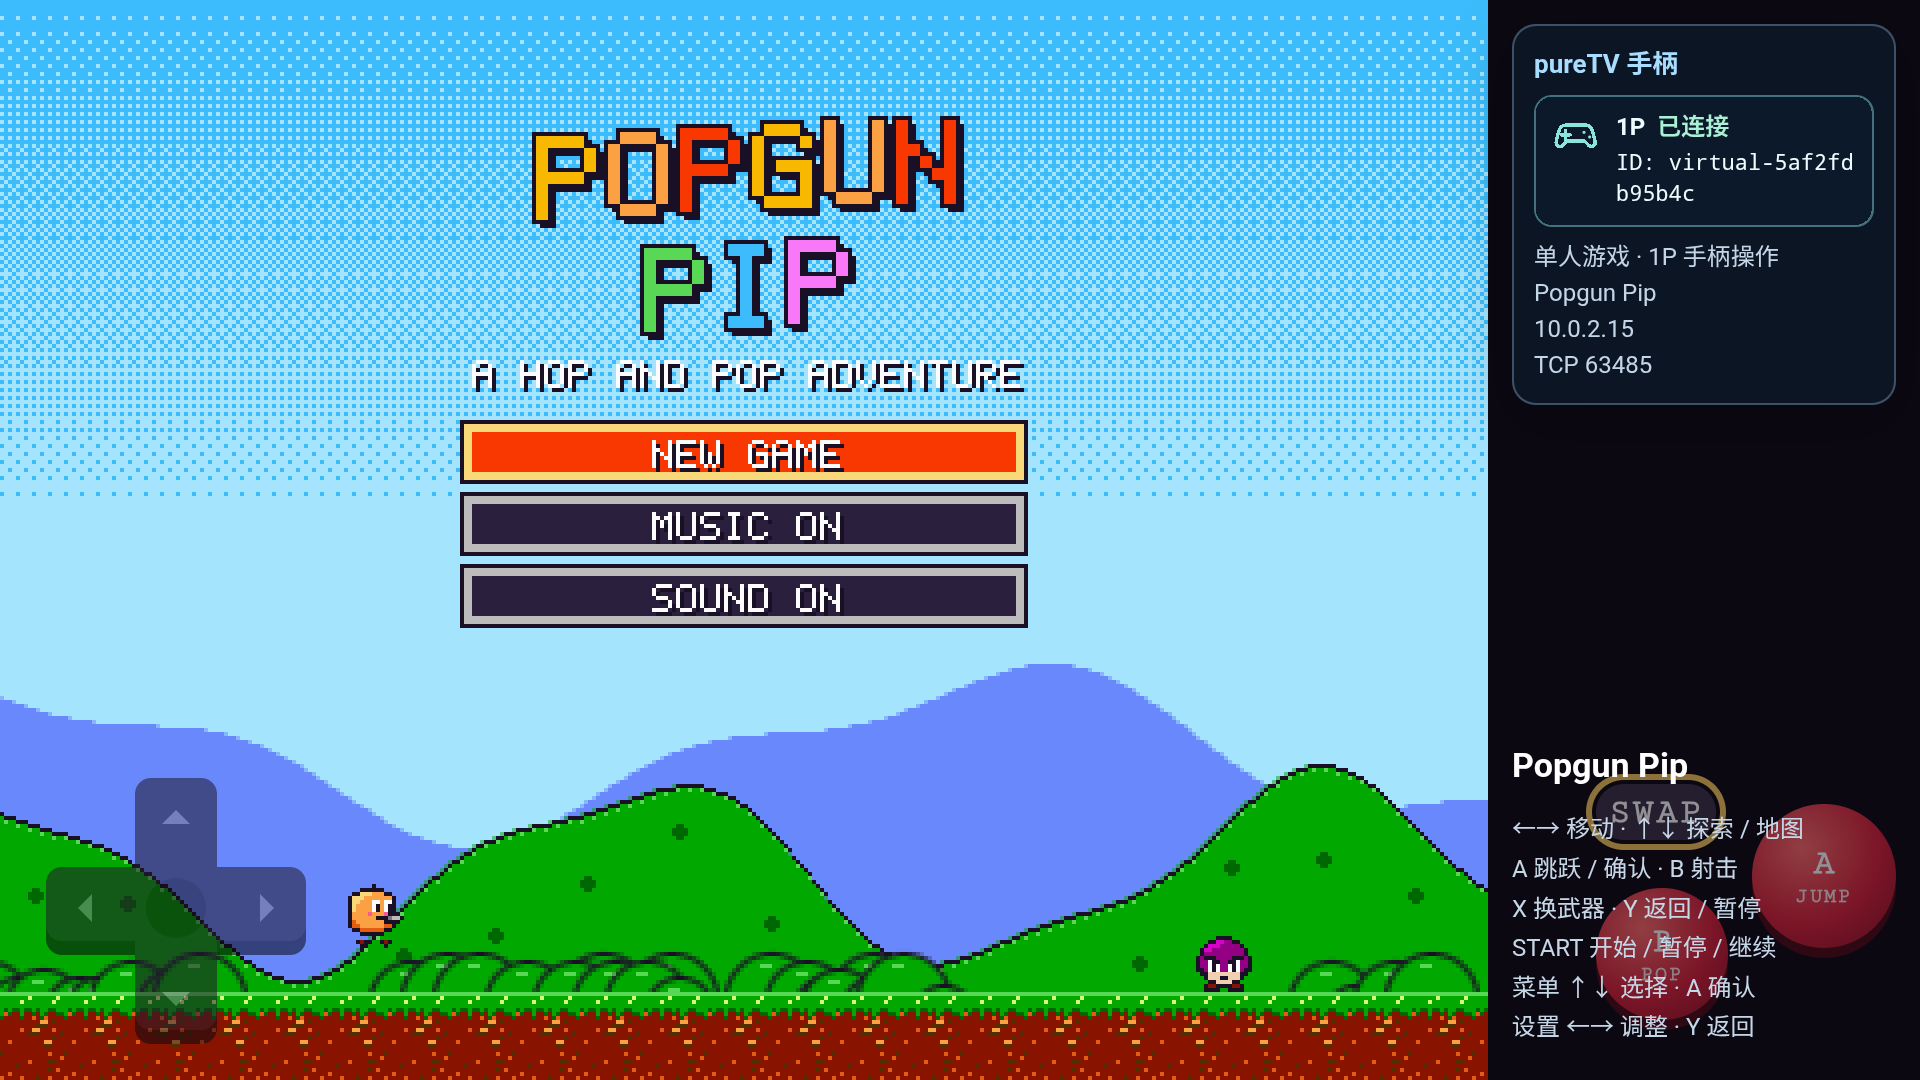 POPGUN
PIP
A HOP AND POP ADVENTURE
NEW GAME
MUSIC ON
SOUND ON
pureTV 手柄
1P 已连接
ID: virtual-5af2fd
b95b4c
单人游戏 · 1P 手柄操作
Popgun Pip
10.0.2.15
TCP 63485
Popgun Pip
SWAP
←→ 移动 · ↑↓ 探索 / 地图
A 跳跃 / 确认 · B 射击
X 换武器 · Y 返回 / 暂停
START 开始 / 暂停 / 继续
菜单 ↑↓ 选择 · A 确认
设置 ←→ 调整 · Y 返回
A
JUMP
B
POP